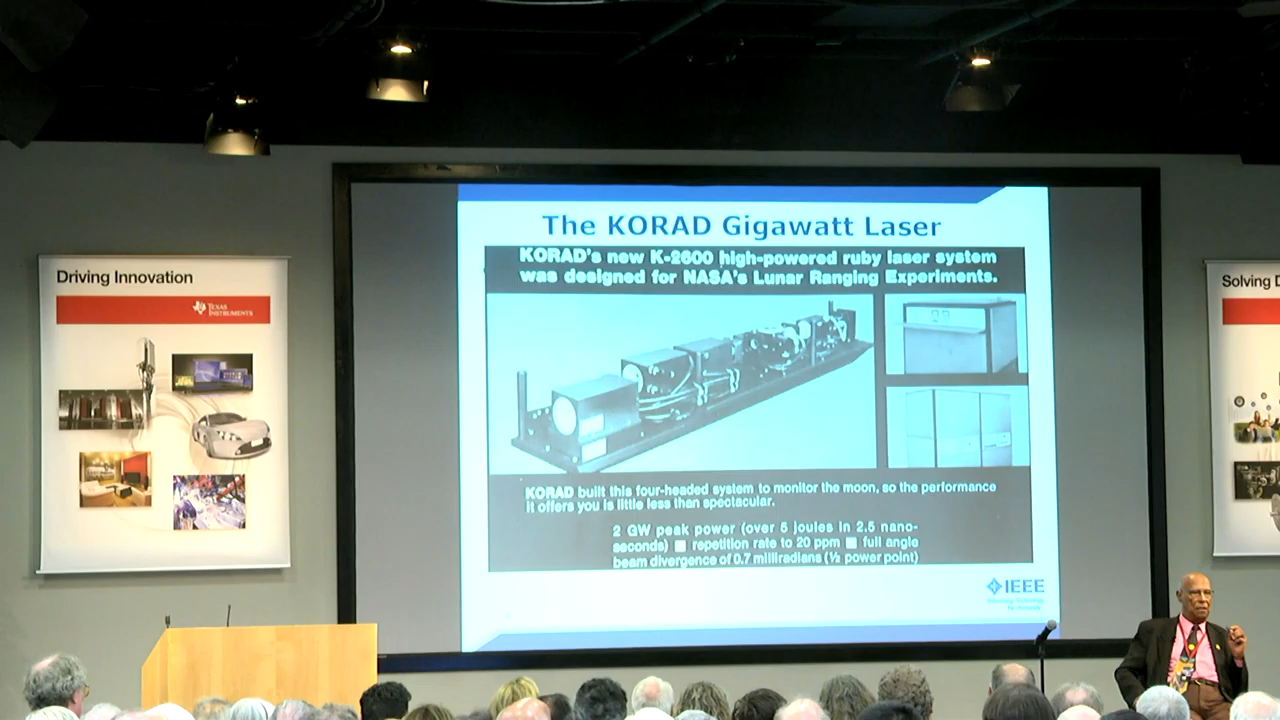 Driving Innovation
TEXAS
INSTRUMENTS
The KORAD Gigawatt Laser
KORAD's new K-2600 high-powered ruby laser system
was designed for NASA's Lunar Ranging Experiments.
KORAD built this four-headed system to monitor the moon, so the performance
it offers you is little less than spectacular.
2 GW peak power (over 5 joules in 2.5 nano-
seconds) ■ repetition rate to 20 ppm ■ full angle
beam divergence of 0.7 milliradians (½ power point)
IEEE
Solving